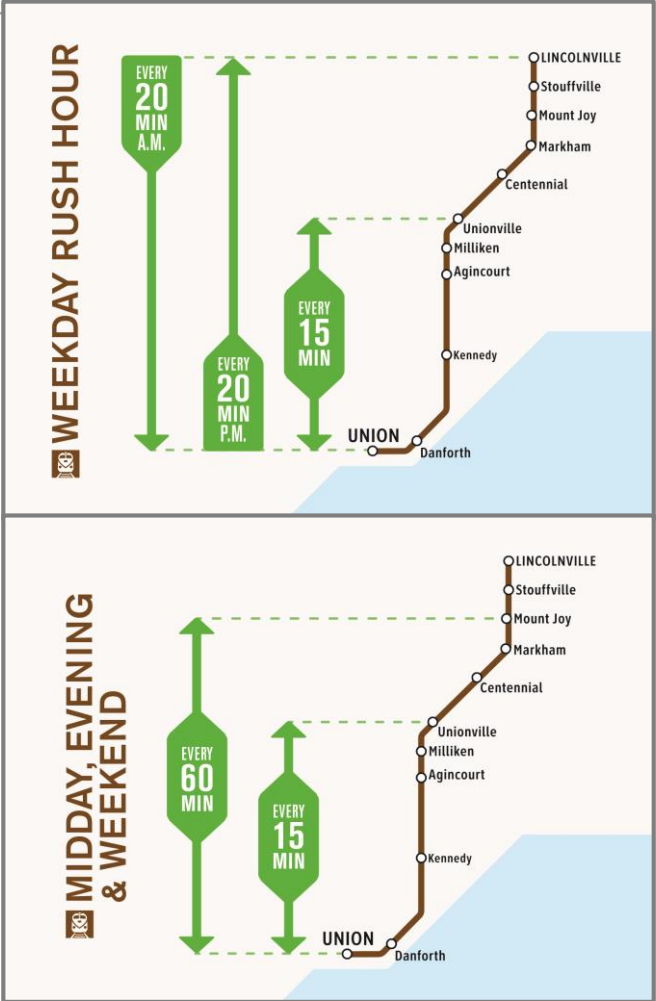 WEEKDAY RUSH HOUR
EVERY
20
MIN
A.M.
EVERY
20
MIN
P.M.
EVERY
15
MIN
LINCOLNVILLE
Stouffville
Mount Joy
Markham
Centennial
Unionville
Milliken
Agincourt
Kennedy
UNION
Danforth
MIDDAY, EVENING
& WEEKEND
EVERY
60
MIN
EVERY
15
MIN
LINCOLNVILLE
Stouffville
Mount Joy
Markham
Centennial
Unionville
Milliken
Agincourt
Kennedy
UNION
Danforth